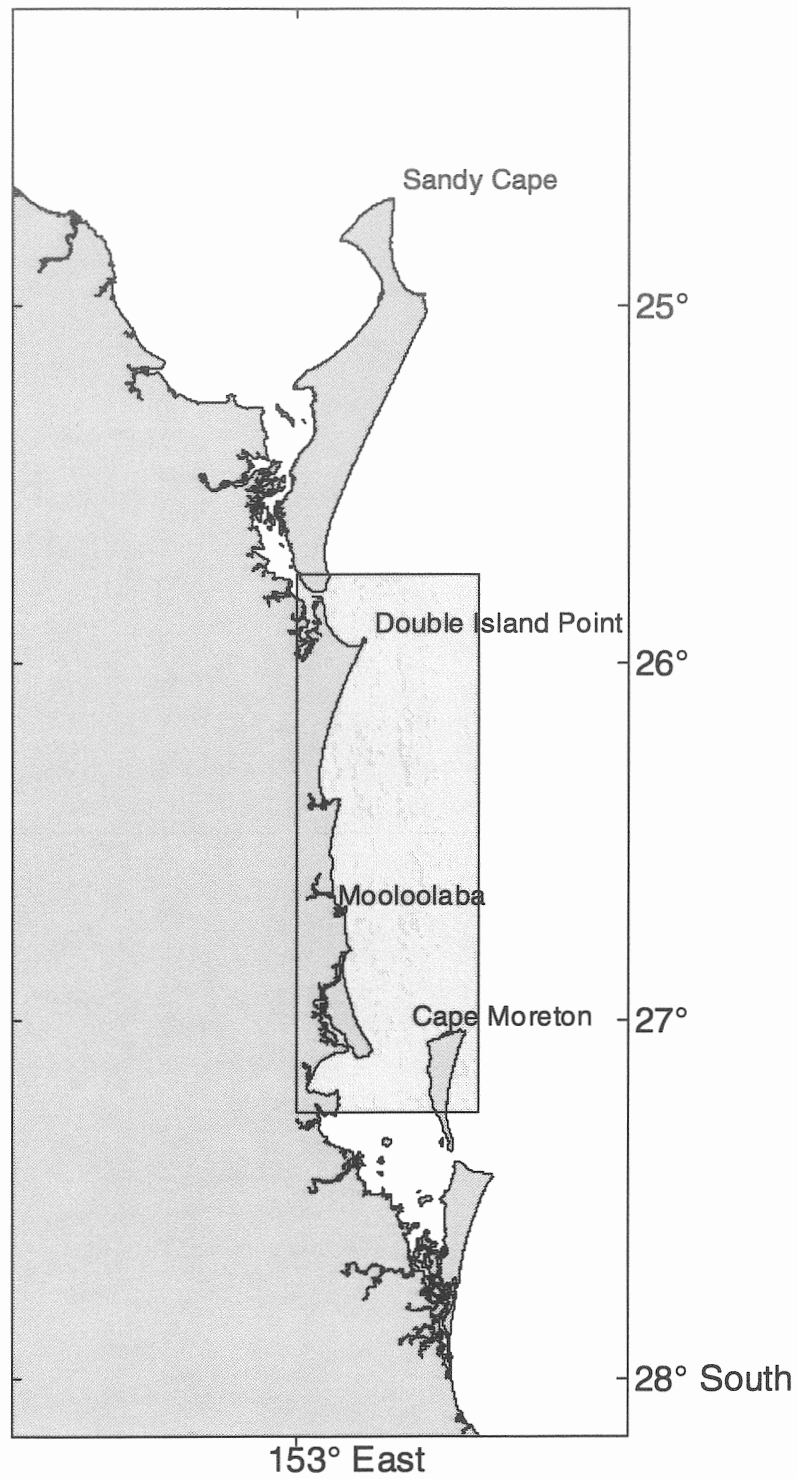 Sandy Cape
25°
Double Island Point
26°
Mooloolaba
Cape Moreton
27°
28° South
153° East